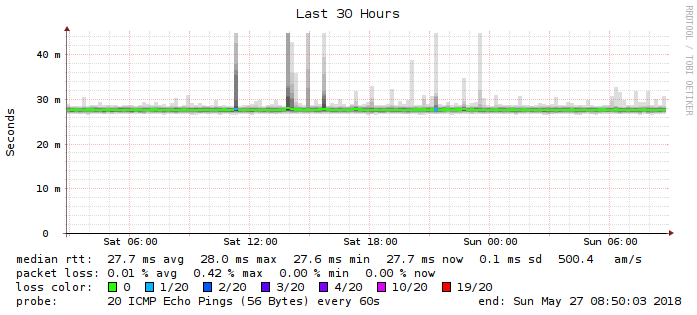 Last 30 Hours
RRDTOOL / TOBI OETIKER
Seconds
40 m
30 m
20 m
10 m
0
Sat 06:00 Sat 12:00 Sat 18:00 Sun 00:00 Sun 06:00
median rtt: 27.7 ms avg 28.0 ms max 27.6 ms min 27.7 ms now 0.1 ms sd 500.4 am/s
packet loss: 0.01 % avg 0.42 % max 0.00 % min 0.00 % now
loss color: 0 1/20 2/20 3/20 4/20 10/20 19/20
probe: 20 ICMP Echo Pings (56 Bytes) every 60s end: Sun May 27 08:50:03 2018